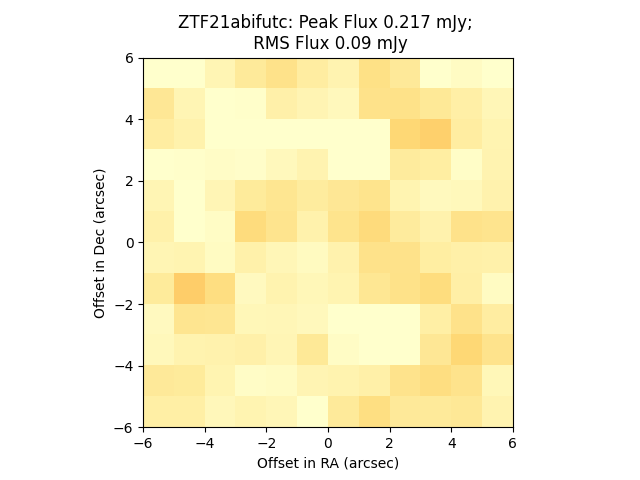 ZTF21abifutc: Peak Flux 0.217 mJy;
RMS Flux 0.09 mJy
6
4
2
0
−2
−4
−6
Offset in Dec (arcsec)
−6 −4 −2 0 2 4 6
Offset in RA (arcsec)